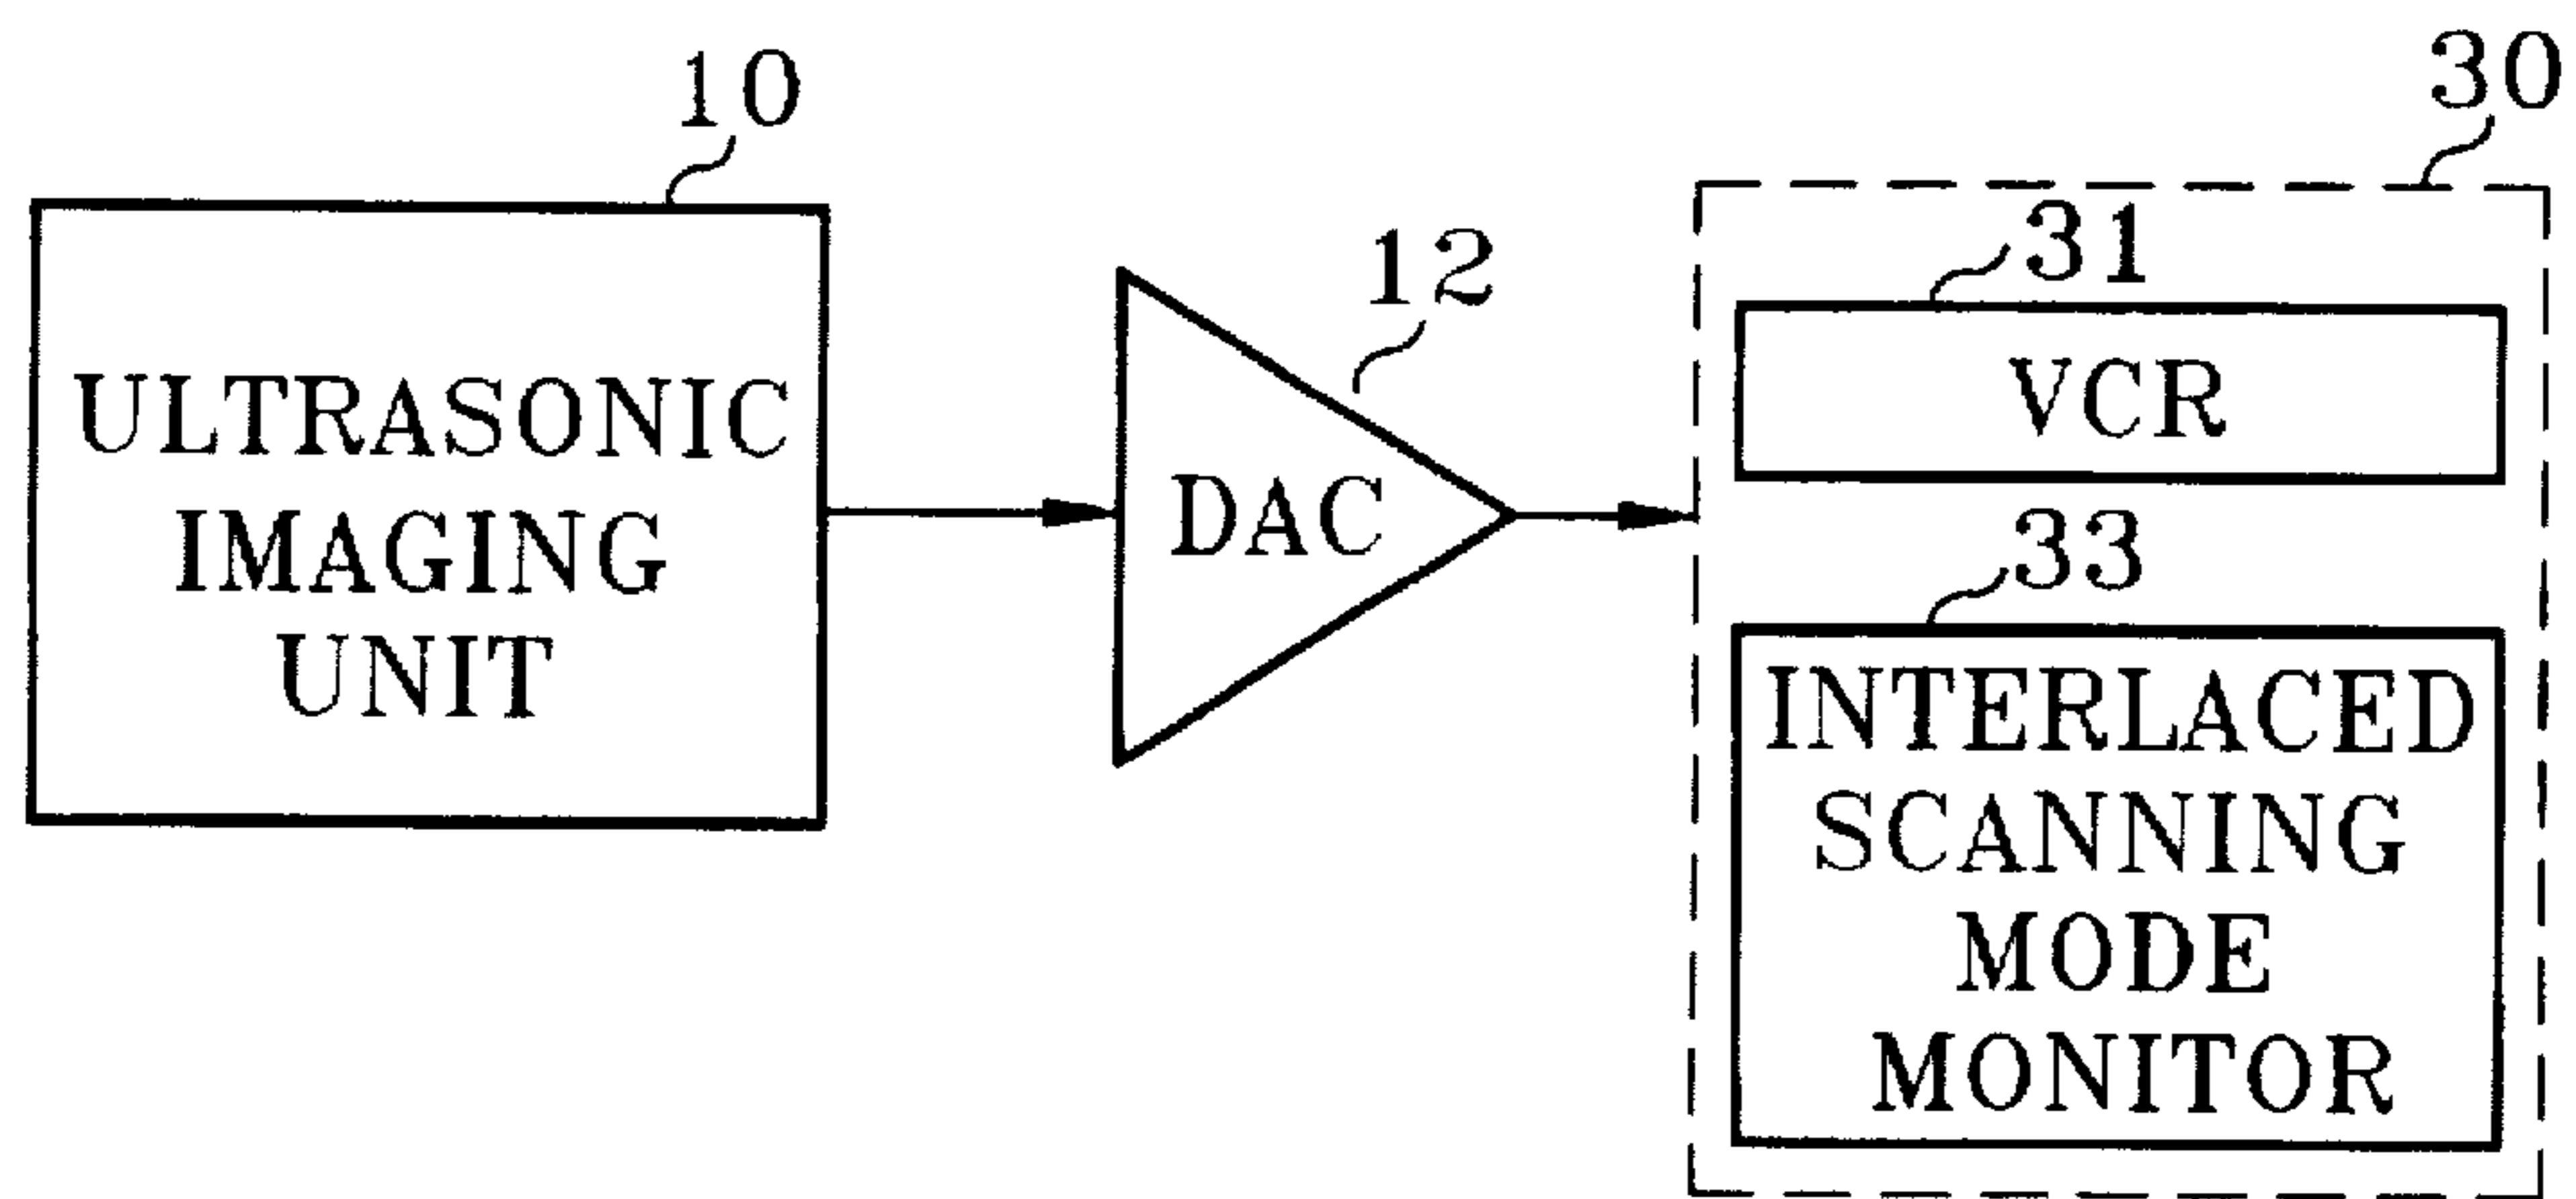 10
ULTRASONIC
IMAGING
UNIT
12
DAC
30
31
VCR
33
INTERLACED
SCANNING
MODE
MONITOR